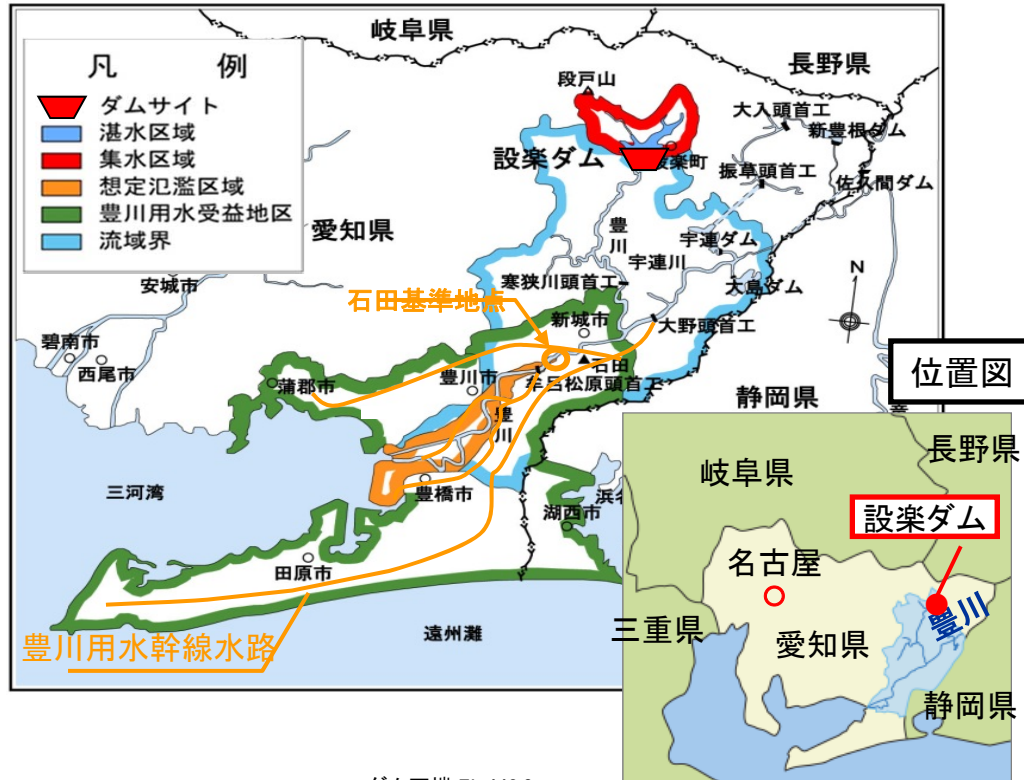 岐阜県
長野県
凡 例
ダムサイト
湛水区域
集水区域
想定氾濫区域
豊川用水受益地区
流域界
段戸山
大入頭首工
新豊根ダム
設楽ダム
設楽町
振草頭首工
佐久間ダム
愛知県
豊川
宇連ダム
宇連川
寒狭川頭首工
大島ダム
安城市
石田基準地点
N
新城市
大野頭首工
碧南市
西尾市
石田
豊川市
牟呂松原頭首工
蒲郡市
静岡県
位置図
豊川
三河湾
豊橋市
浜名
湖西市
田原市
豊川用水幹線水路
遠州灘
岐阜県
長野県
設楽ダム
名古屋
豊川
三重県
愛知県
静岡県